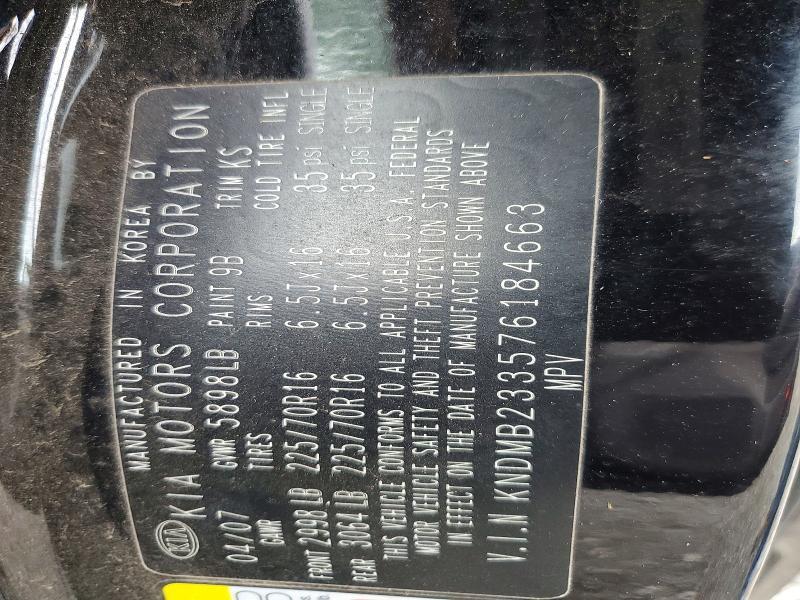 MANUFACTURED IN KOREA BY
KIA KIA MOTORS CORPORATION
04/07 GWR 5898LB PAINT 9B TRIM KS
GAWR TIRES RIMS COLD TIRE INFL
FRONT 2998 LB 225/70R16 6.5J x 16 35 psi SINGLE
REAR 3064 LB 225/70R16 6.5J x 16 35 psi SINGLE
THIS VEHICLE CONFORMS TO ALL APPLICABLE U.S.A. FEDERAL
MOTOR VEHICLE SAFETY AND THEFT PREVENTION STANDARDS
IN EFFECT ON THE DATE OF MANUFACTURE SHOWN ABOVE
V.I.N KNDMB233576184663
MPV